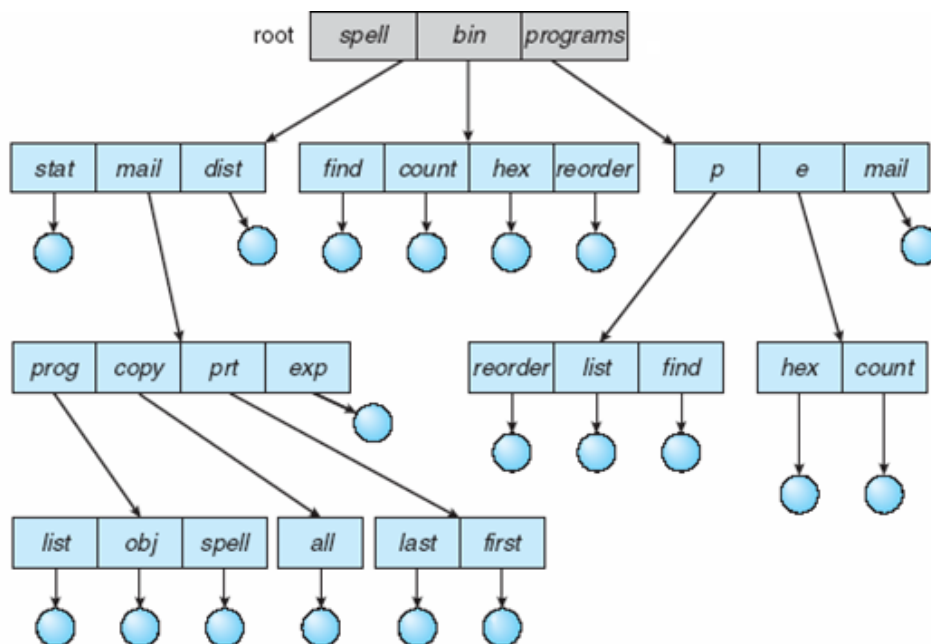 root spell bin programs
stat mail dist find count hex reorder p e mail
prog copy prt exp reorder list find hex count
list obj spell all last first